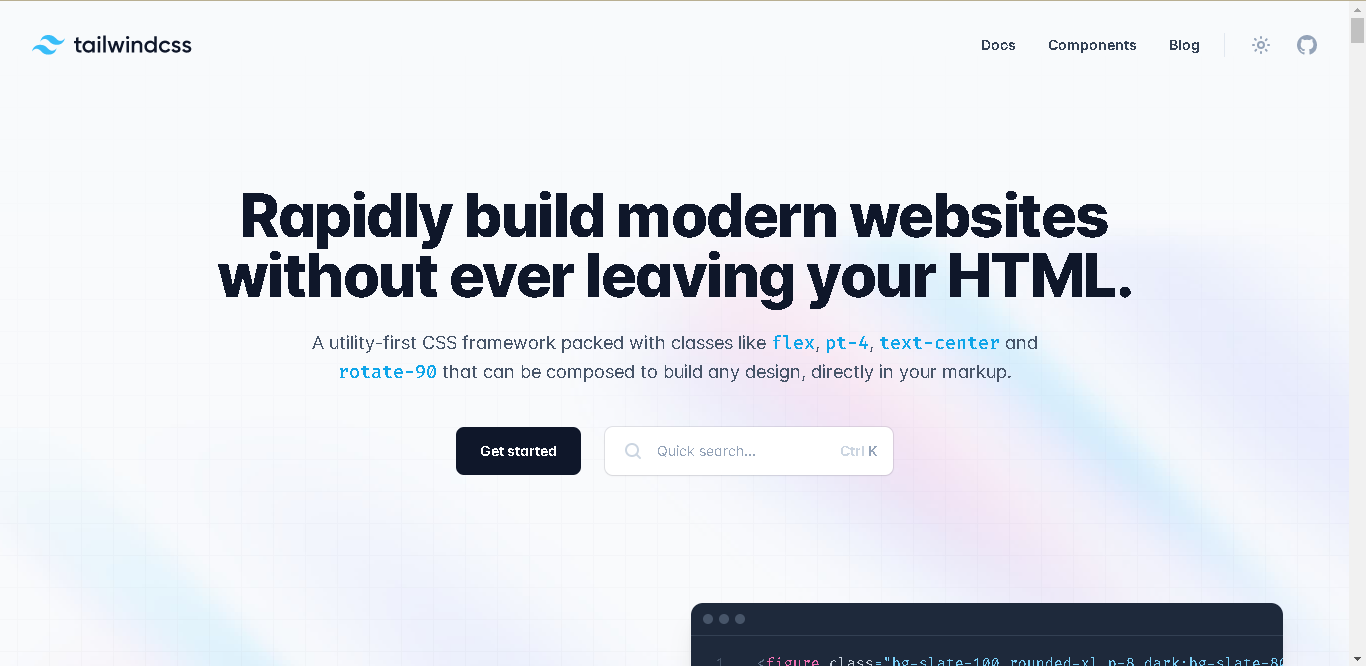 tailwindcss
Docs Components Blog
Rapidly build modern websites
without ever leaving your HTML.
A utility-first CSS framework packed with classes like flex, pt-4, text-center and
rotate-90 that can be composed to build any design, directly in your markup.
Get started
Quick search... Ctrl K
1 <figure class="bg-slate-100 rounded-xl p-8 dark:bg-slate-80